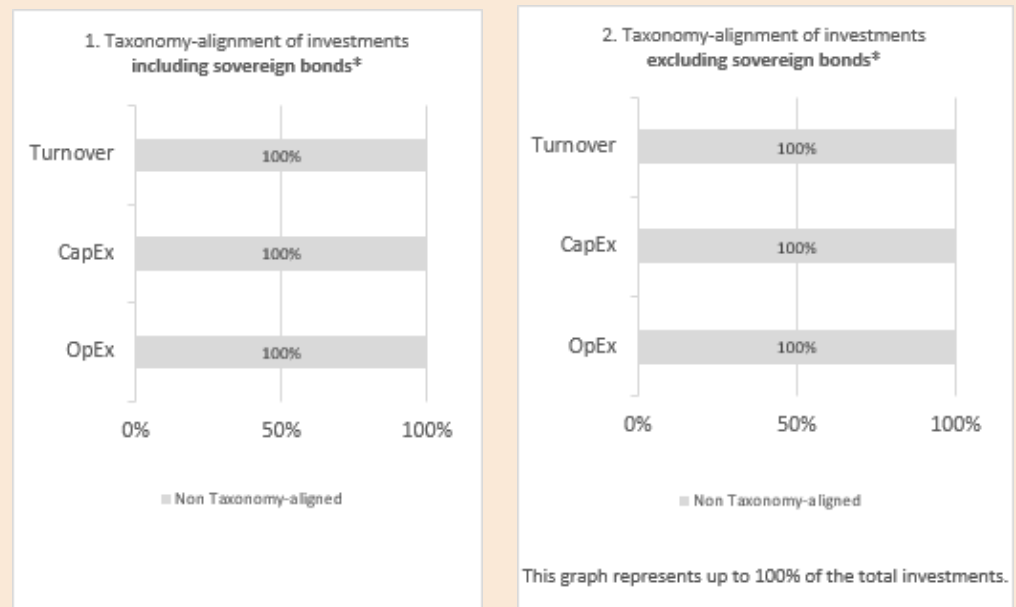 1. Taxonomy-alignment of investments
including sovereign bonds*
Turnover
100%
CapEx
100%
OpEx
100%
0%
50%
100%
Non Taxonomy-aligned
2. Taxonomy-alignment of investments
excluding sovereign bonds*
Turnover
100%
CapEx
100%
OpEx
100%
0%
50%
100%
Non Taxonomy-aligned
This graph represents up to 100% of the total investments.